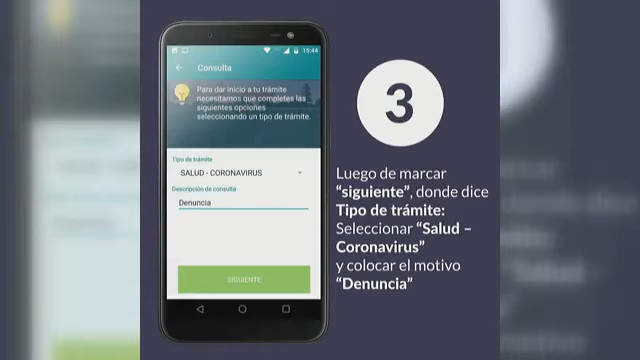 15:44
Consulta
Para dar inicio a tu trámite
necesitamos que completes las
siguientes opciones
seleccionando un tipo de trámite.
Tipo de trámite
SALUD - CORONAVIRUS
Descripción de consulta
Denuncia
SIGUIENTE
3
Luego de marcar
“siguiente”, donde dice
Tipo de trámite:
Seleccionar “Salud –
Coronavirus”
y colocar el motivo
“Denuncia”